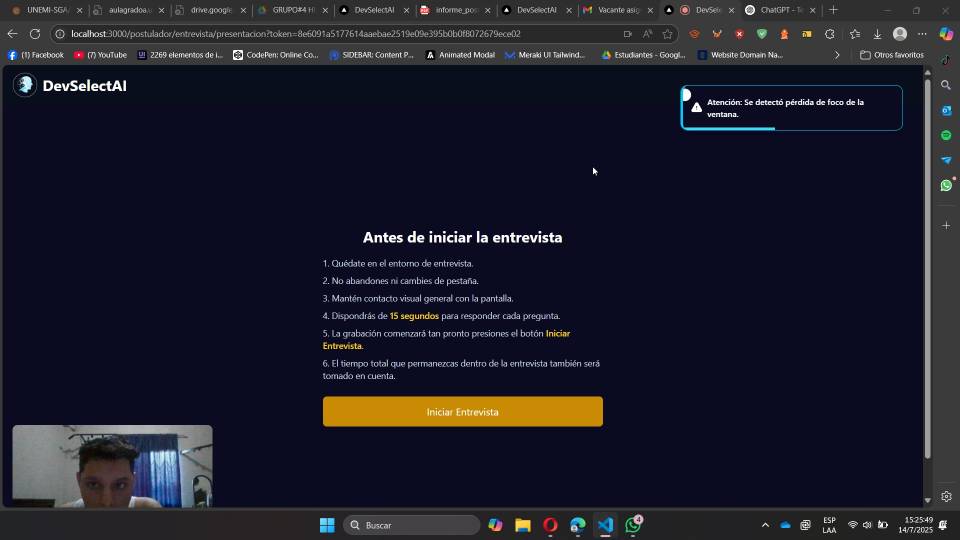 UNEMI-SGA
aulagradoa.u
drive.google.
GRUPO#4 H
DevSelectAI
informe_pos
DevSelectAI
Vacante asig
DevSele
ChatGPT - Te
localhost:3000/postulador/entrevista/presentacion?token=8e6091a5177614aaebae2519e09e395b0b0f8072679ece02
(1) Facebook
(7) YouTube
2269 elementos de i...
CodePen: Online Co...
SIDEBAR: Content P...
Animated Modal
Meraki UI Tailwind...
Estudiantes - Googl...
Website Domain Na...
Otros favoritos
DevSelectAI
Atención: Se detectó pérdida de foco de la
ventana.
Antes de iniciar la entrevista
1. Quédate en el entorno de entrevista.
2. No abandones ni cambies de pestaña.
3. Mantén contacto visual general con la pantalla.
4. Dispondrás de 15 segundos para responder cada pregunta.
5. La grabación comenzará tan pronto presiones el botón Iniciar
Entrevista.
6. El tiempo total que permanezcas dentro de la entrevista también será
tomado en cuenta.
Iniciar Entrevista
Buscar
4
ESP
LAA
15:25:49
14/7/2025